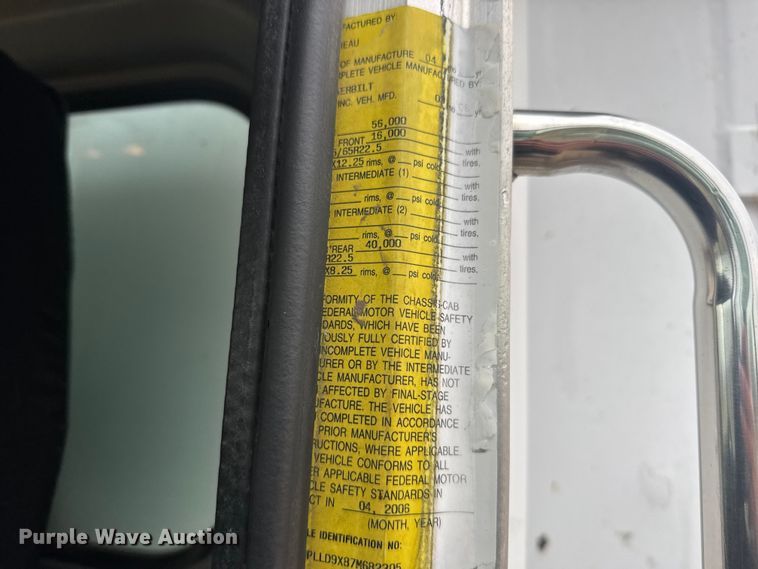 FACTURED BY:
EAU
OF MANUFACTURE 04
PLETE VEHICLE MANUFACTURED BY
ERBILT
INC. VEH. MFD.
56,000
FRONT 16,000
/65R22.5 with
X12.25 rims, @ psi cold tires.
INTERMEDIATE (1) with
rims, @ psi cold tires.
INTERMEDIATE (2) with
rims, @ psi cold tires.
REAR 40,000
R22.5 with
X8.25 rims, @ psi cold tires.
FORMITY OF THE CHASSIS-CAB
FEDERAL MOTOR VEHICLE SAFETY
DARDS, WHICH HAVE BEEN
IOUSLY FULLY CERTIFIED BY
INCOMPLETE VEHICLE MANU-
URER OR BY THE INTERMEDIATE
CLE MANUFACTURER, HAS NOT
AFFECTED BY FINAL-STAGE
UFACTURE. THE VEHICLE HAS
COMPLETED IN ACCORDANCE
PRIOR MANUFACTURER'S
RUCTIONS, WHERE APPLICABLE.
VEHICLE CONFORMS TO ALL
ER APPLICABLE FEDERAL MOTOR
CLE SAFETY STANDARDS IN
CT IN 04, 2006
(MONTH, YEAR)
LE IDENTIFICATION NO:
PLLD9X87M682305
Purple Wave Auction